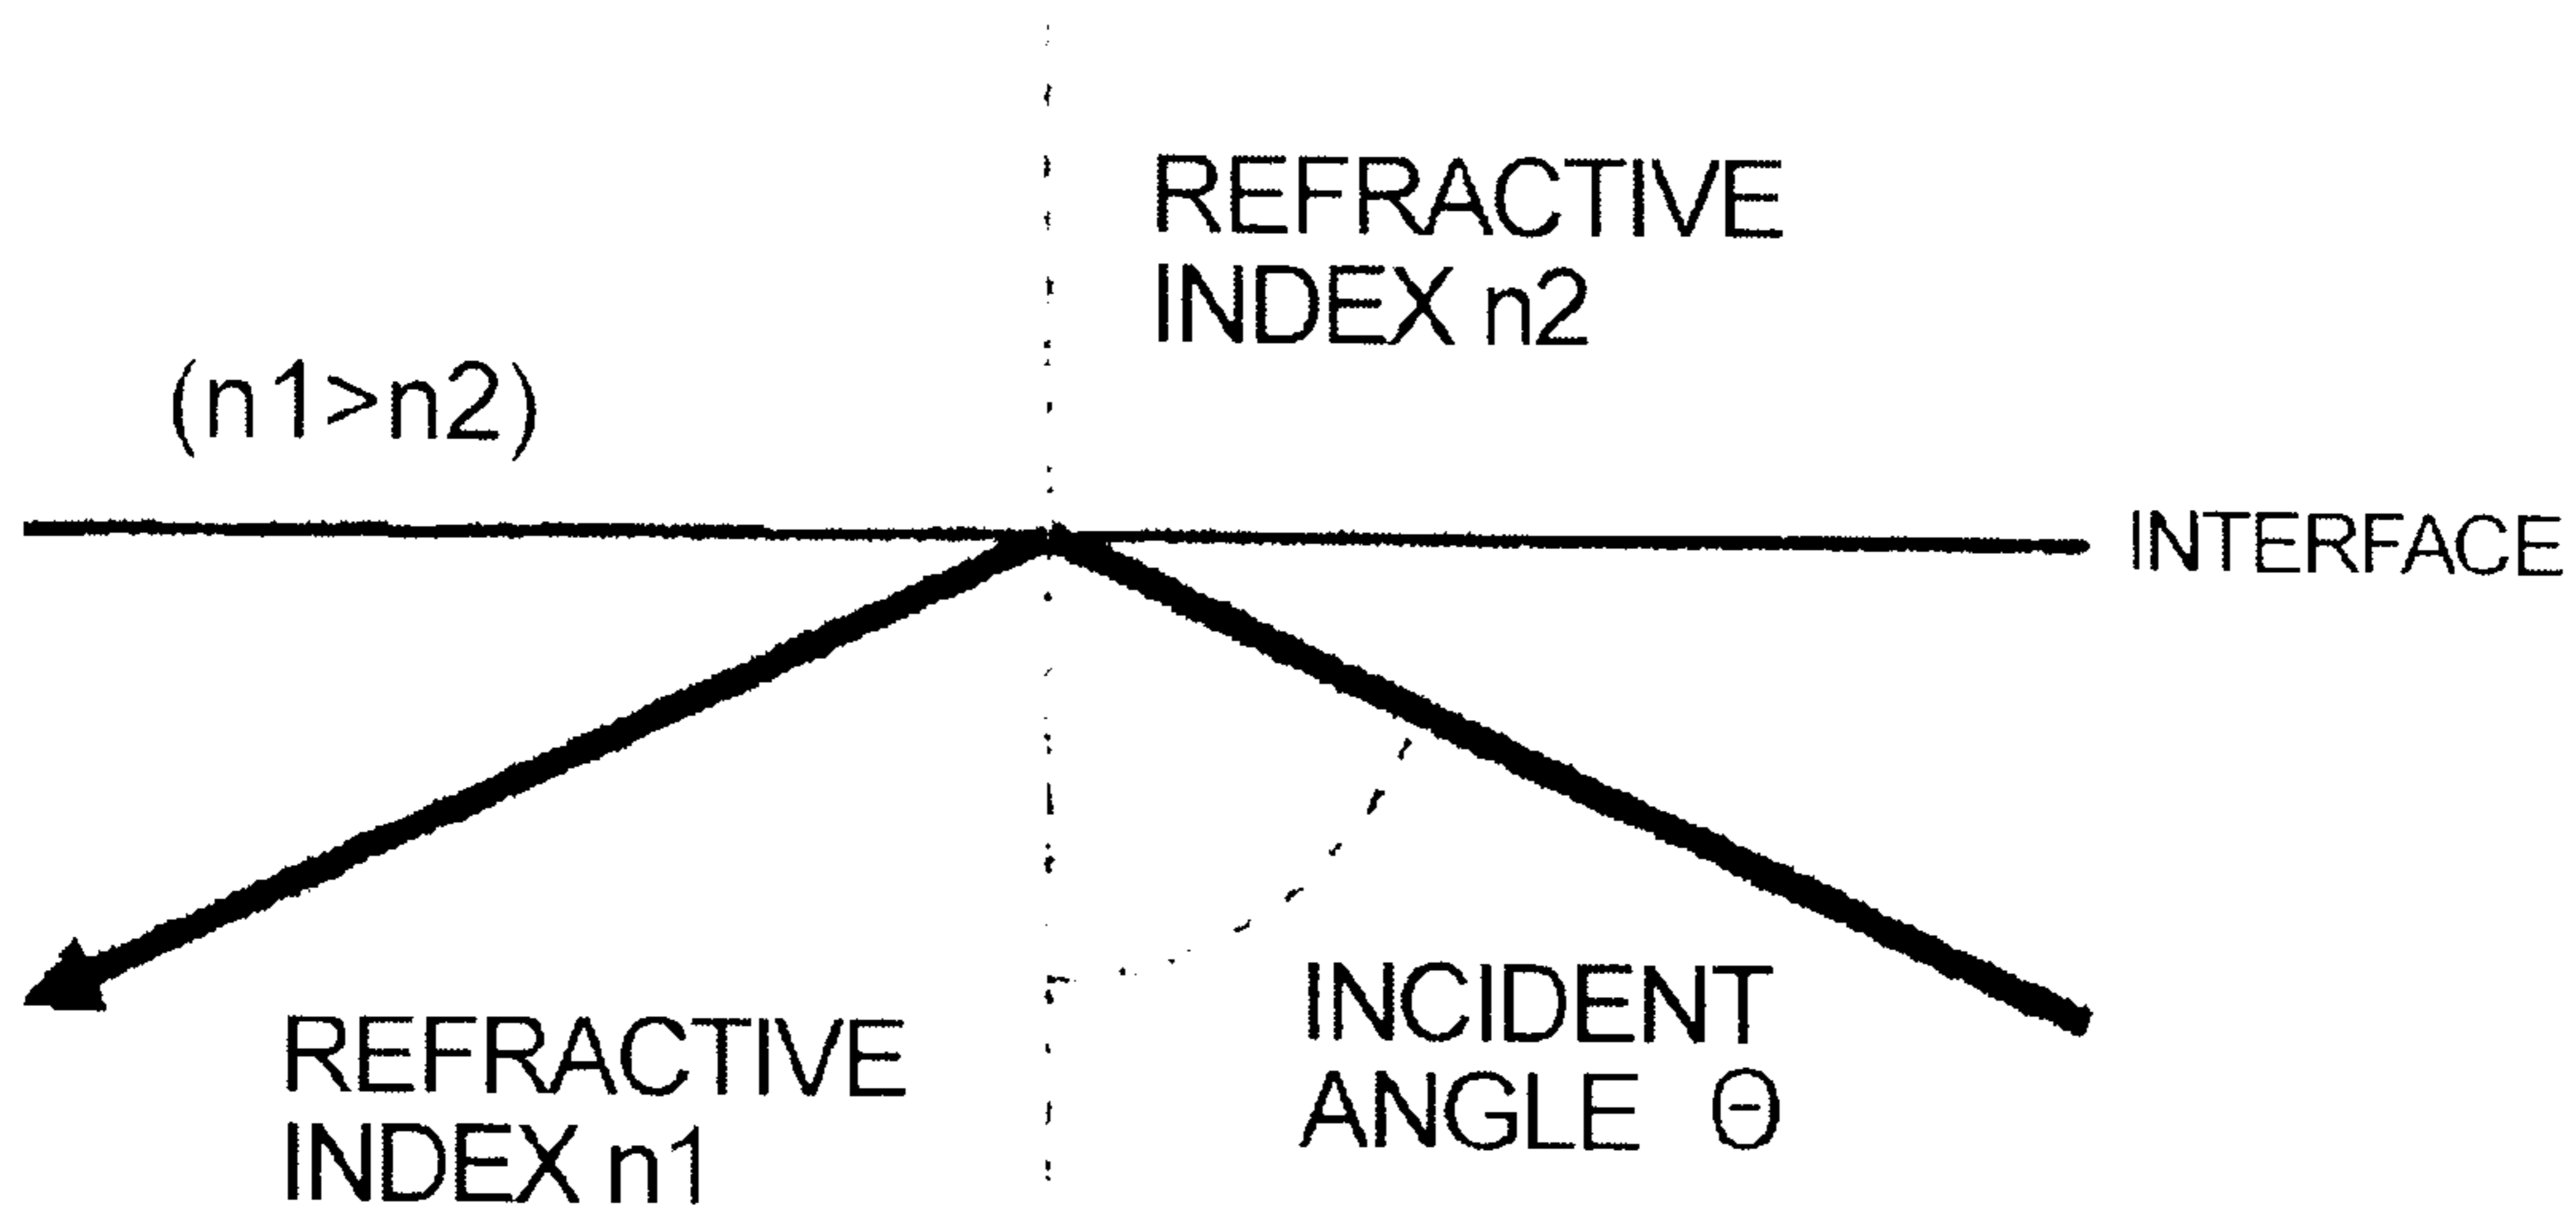 REFRACTIVE
INDEX n2
(n1>n2)
INTERFACE
INCIDENT
ANGLE Θ
REFRACTIVE
INDEX n1